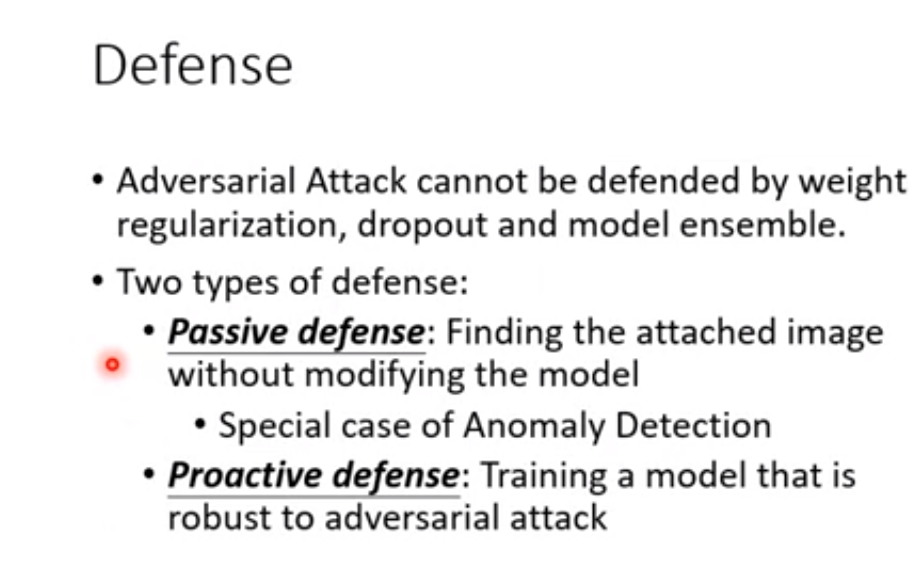 Defense
• Adversarial Attack cannot be defended by weight
regularization, dropout and model ensemble.
• Two types of defense:
• Passive defense: Finding the attached image
without modifying the model
• Special case of Anomaly Detection
• Proactive defense: Training a model that is
robust to adversarial attack